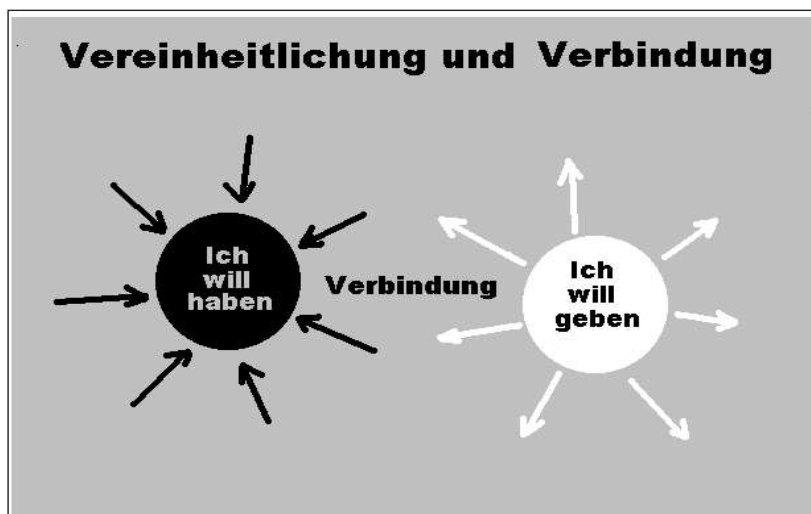 Vereinheitlichung und Verbindung
Ich
will
haben
Verbindung
Ich
will
geben